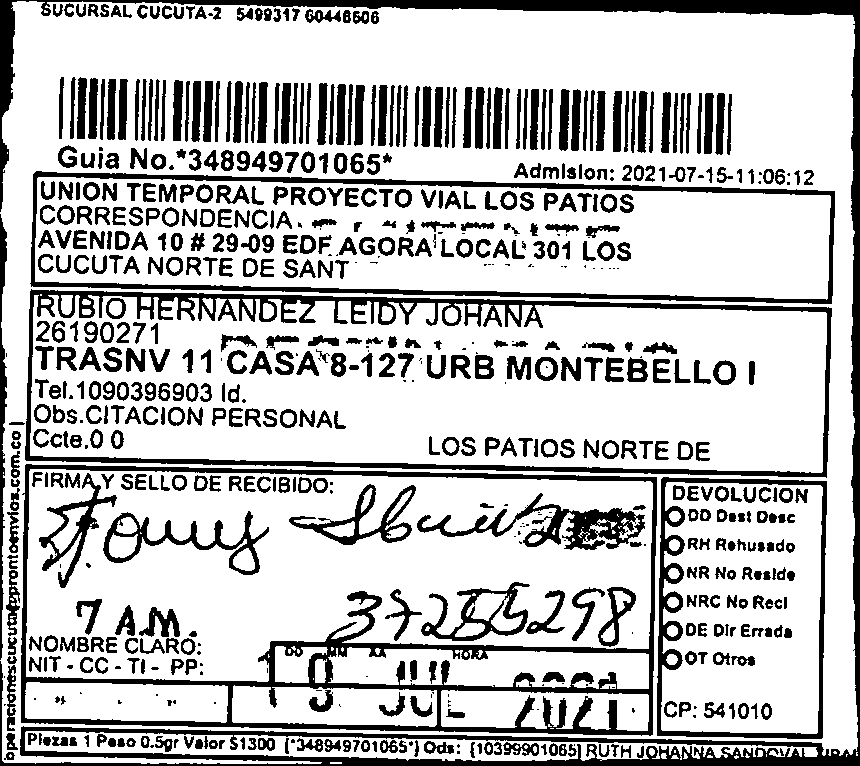 SUCURSAL CUCUTA-2 5499317 60446606
Guia No.*348949701065*
Admision: 2021-07-15-11:06:12
UNION TEMPORAL PROYECTO VIAL LOS PATIOS
CORRESPONDENCIA.
AVENIDA 10 # 29-09 EDF AGORA LOCAL 301 LOS
CUCUTA NORTE DE SANT
RUBIO HERNANDEZ LEIDY JOHANA
26190271
TRASNV 11 CASA 8-127 URB MONTEBELLO I
Tel.1090396903 Id.
Obs.CITACION PERSONAL
Ccte.0 0
LOS PATIOS NORTE DE
FIRMA Y SELLO DE RECIBIDO:
7 A.M. 37255298
NOMBRE CLARO:
NIT - CC - TI - PP:
DD MM AA HORA
19 JUL 2021
DEVOLUCION
DD Dest Desc
RH Rehusado
NR No Reside
NRC No Recl
DE Dir Errada
OT Otros
CP: 541010
operacionescucuta@prontoenvios.com.co |
Piezas 1 Peso 0.5gr Valor $1300 [*348949701065*] Ods: [10399901065] RUTH JOHANNA SANDOVAL